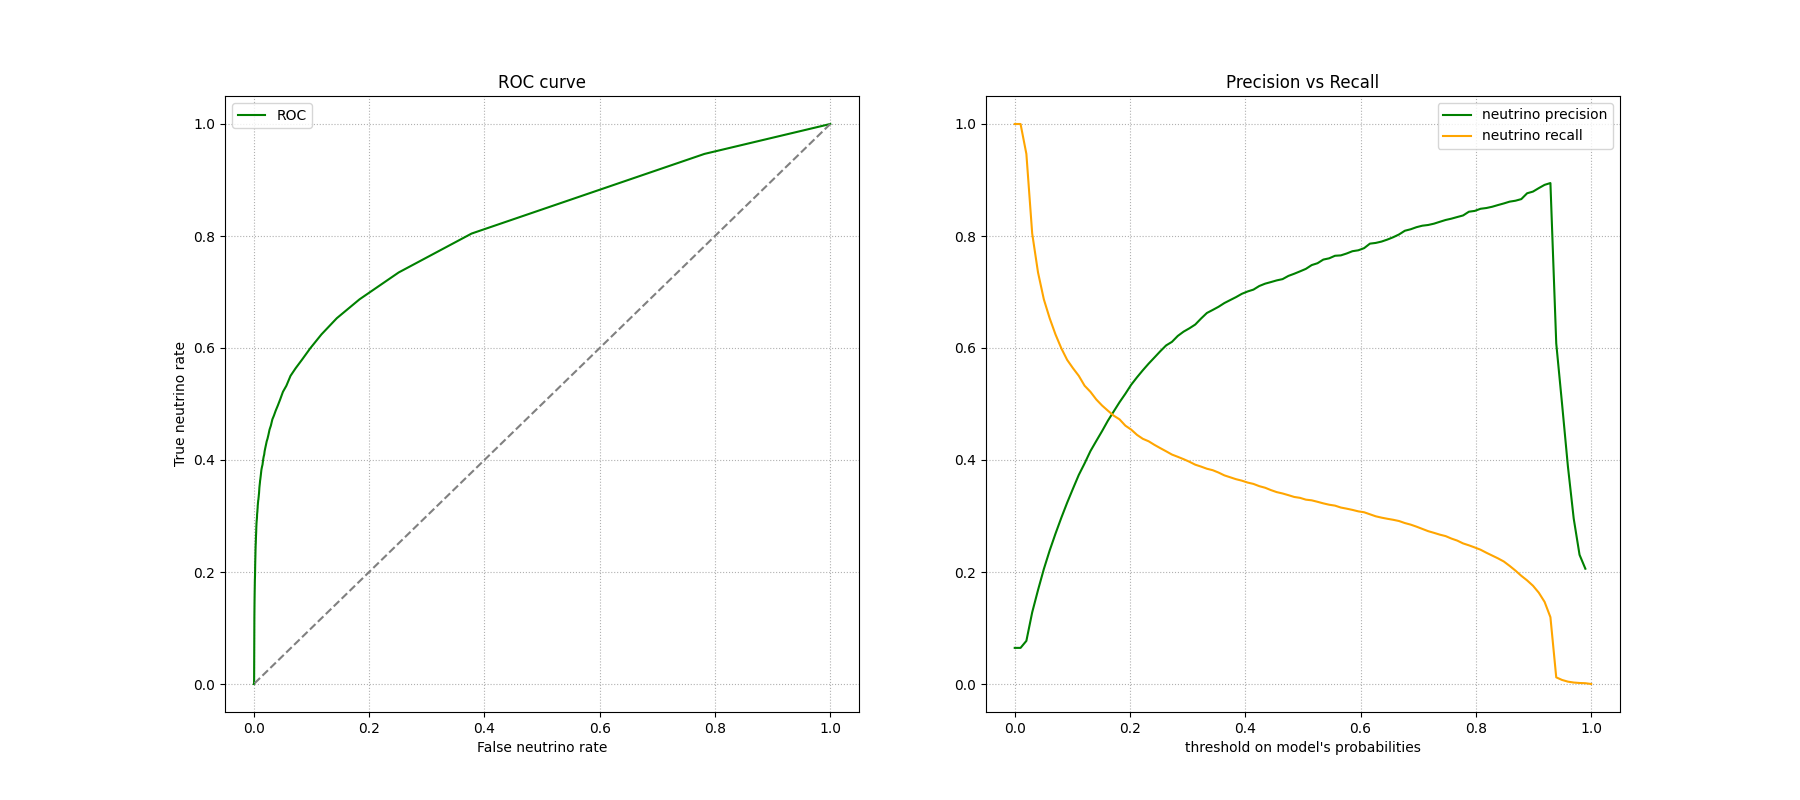 ROC curve
ROC
1.0
0.8
0.6
0.4
0.2
0.0
True neutrino rate
0.0 0.2 0.4 0.6 0.8 1.0
False neutrino rate
Precision vs Recall
neutrino precision
neutrino recall
1.0
0.8
0.6
0.4
0.2
0.0
0.0 0.2 0.4 0.6 0.8 1.0
threshold on model's probabilities